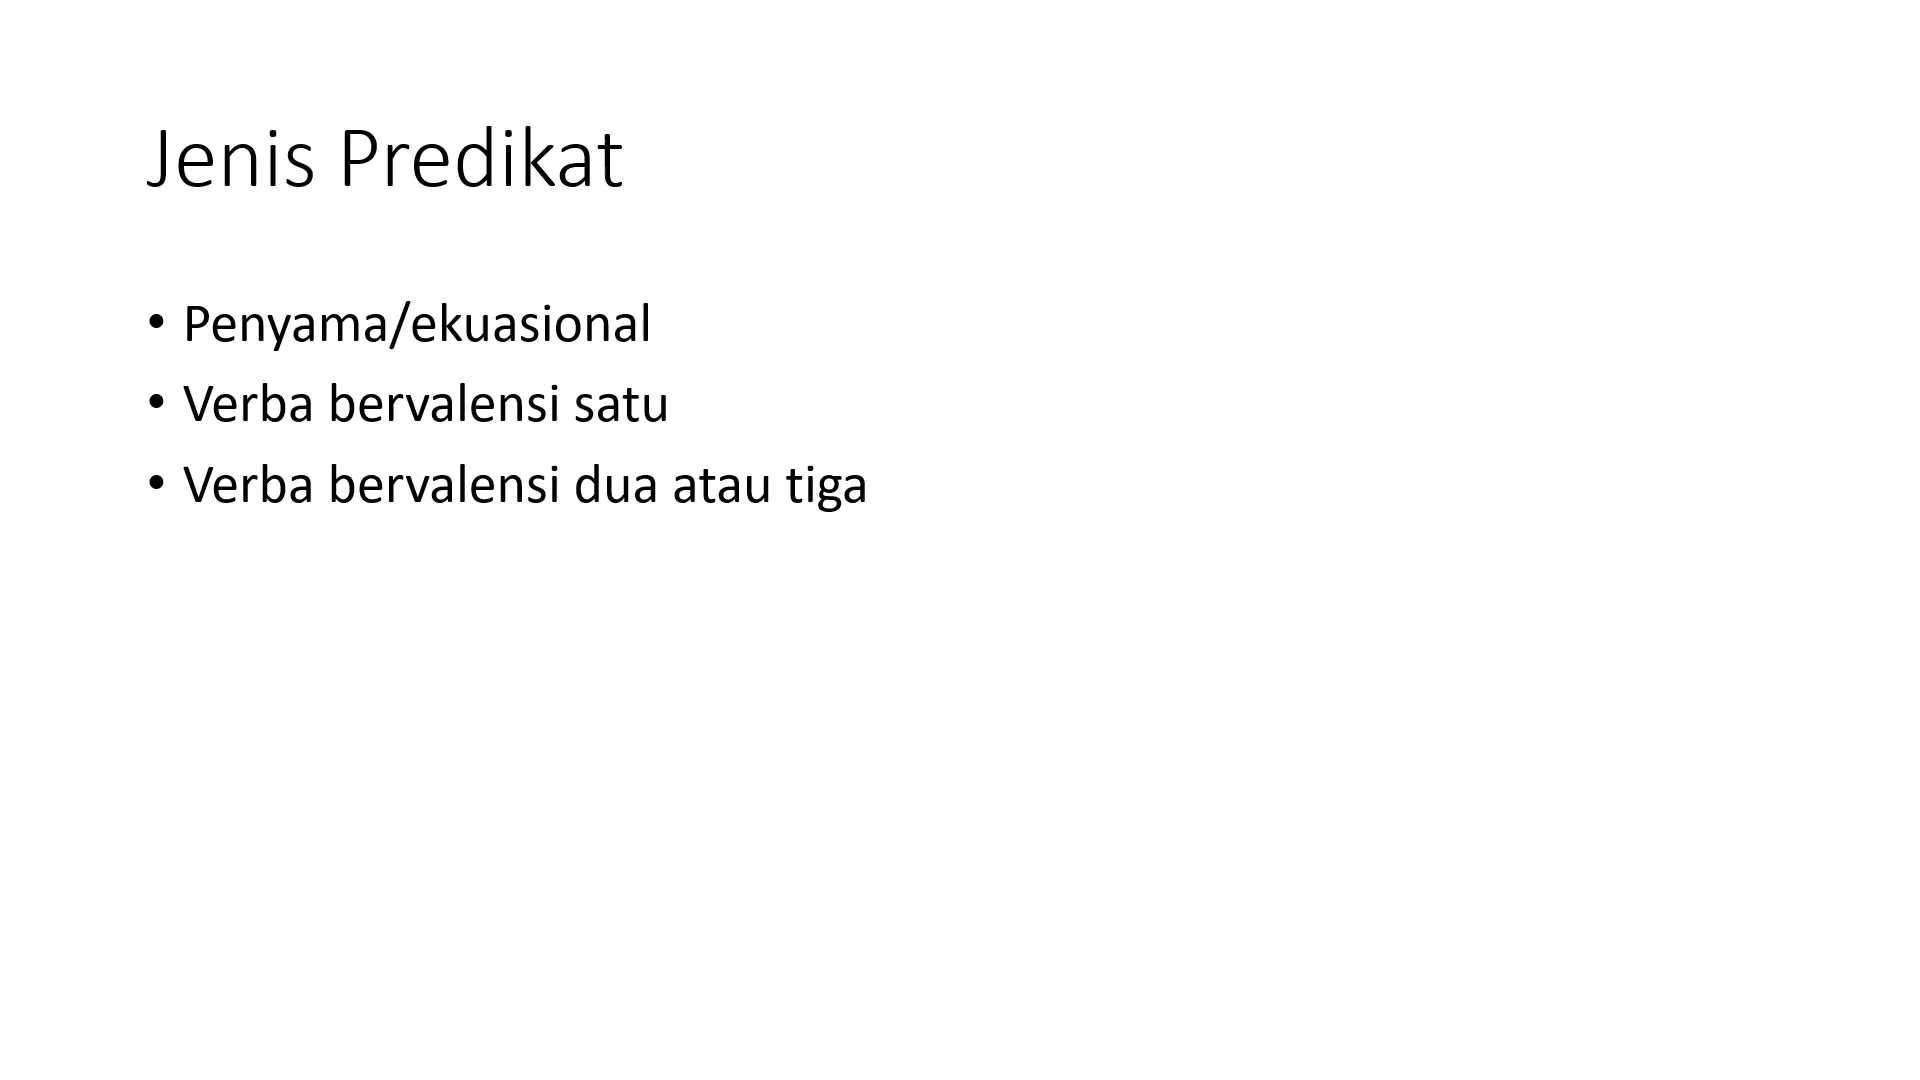 Jenis Predikat
• Penyama/ekuasional
• Verba bervalensi satu
• Verba bervalensi dua atau tiga